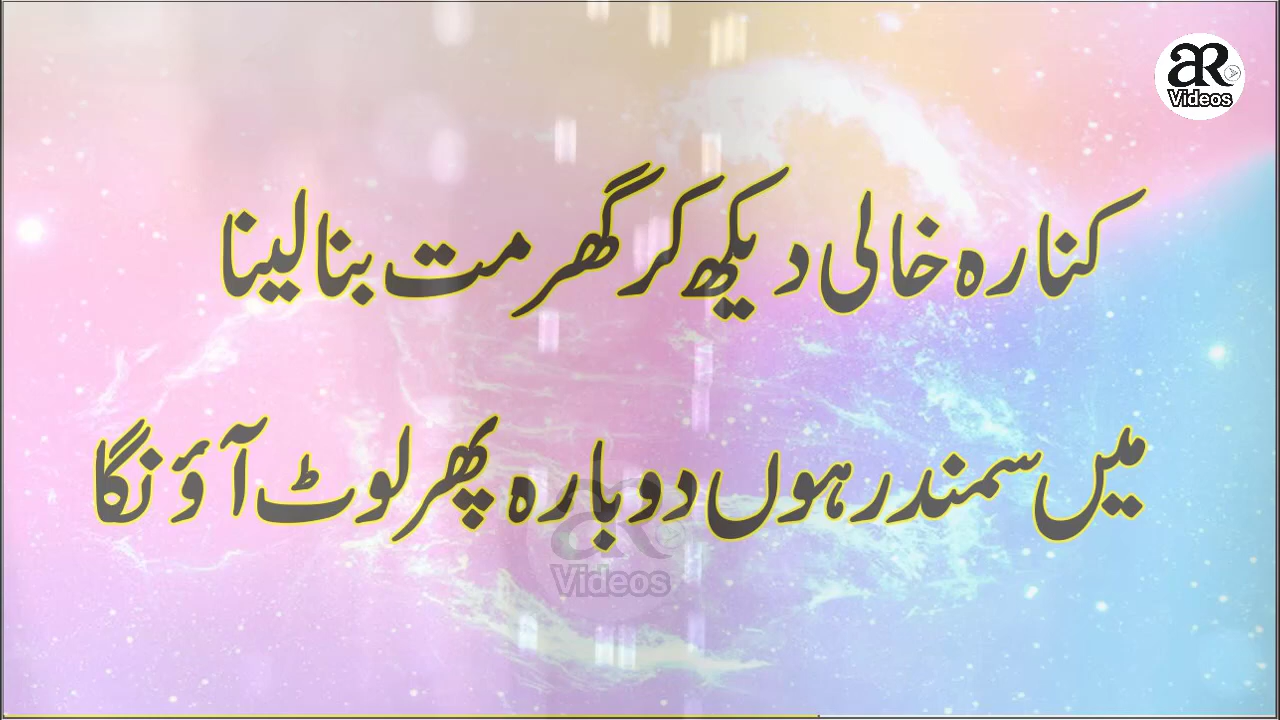 aR
Videos
کنارہ خالی دیکھ کر گھر مت بنا لینا
میں سمندر ہوں دوبارہ پھر لوٹ آؤنگا
aR
Videos